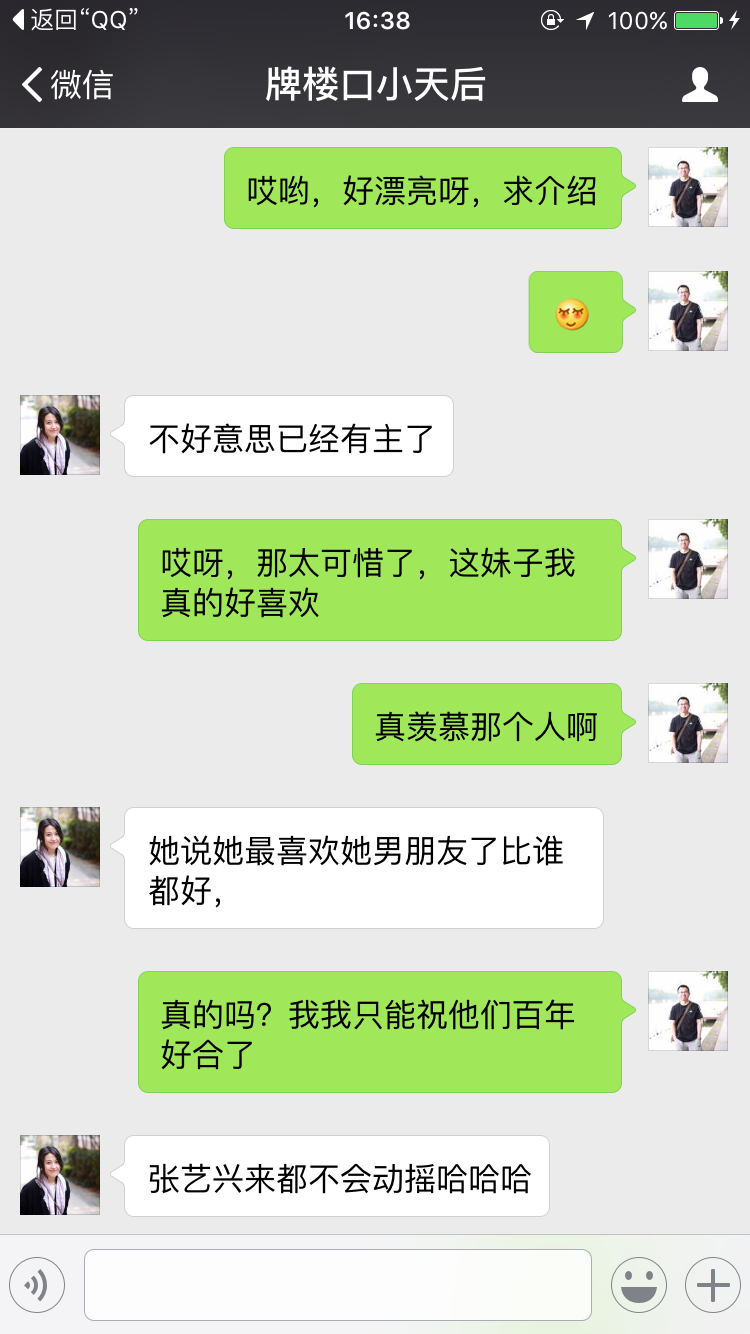 返回“QQ”
16:38
100%
微信
牌楼口小天后
哎哟，好漂亮呀，求介绍
不好意思已经有主了
哎呀，那太可惜了，这妹子我
真的好喜欢
真羡慕那个人啊
她说她最喜欢她男朋友了比谁
都好，
真的吗？我我只能祝他们百年
好合了
张艺兴来都不会动摇哈哈哈